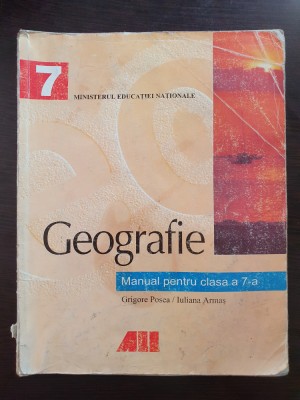 7
MINISTERUL EDUCAȚIEI NAȚIONALE
Geografie
Manual pentru clasa a 7-a
Grigore Posea / Iuliana Armaș
ALL